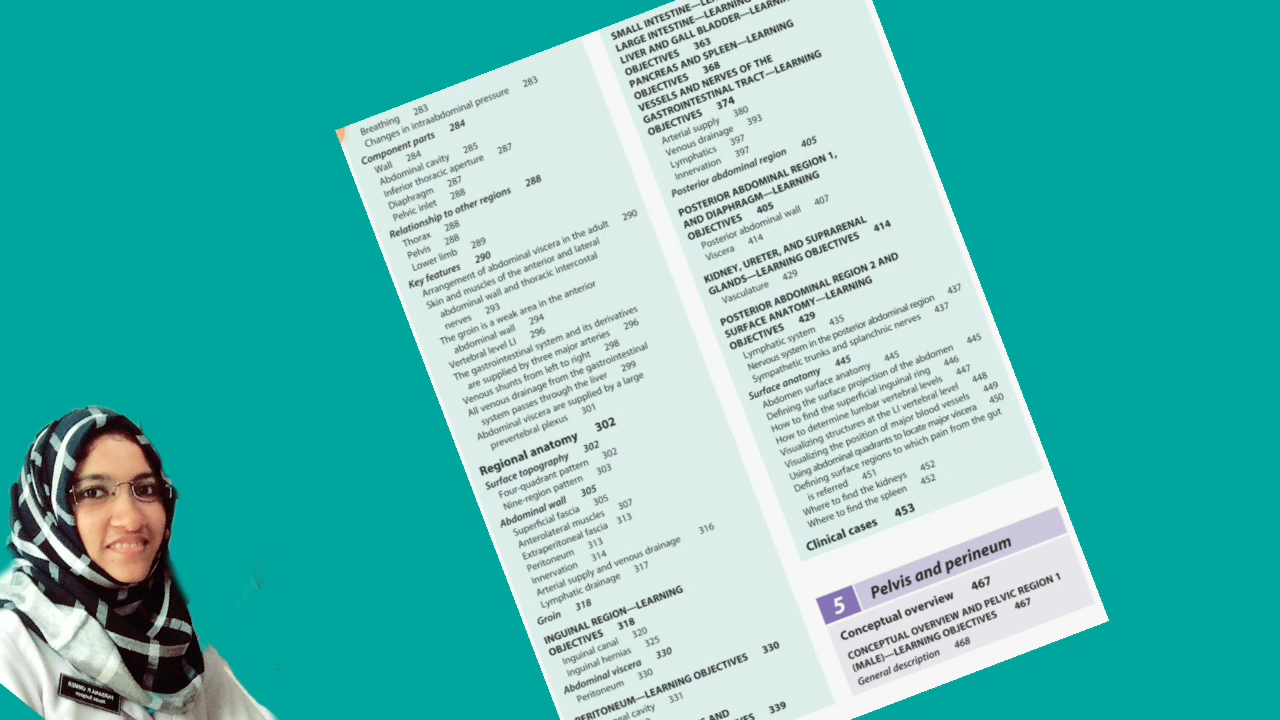 Breathing 283
Changes in intraabdominal pressure 283
Component parts 284
Wall 284
Abdominal cavity 285
Inferior thoracic aperture 287
Diaphragm 287
Pelvic inlet 288
Relationship to other regions 288
Thorax 288
Pelvis 288
Lower limb 289
Key features 290
Arrangement of abdominal viscera in the adult 290
Skin and muscles of the anterior and lateral
abdominal wall and thoracic intercostal
nerves 293
The groin is a weak area in the anterior
abdominal wall 294
Vertebral level LI 296
The gastrointestinal system and its derivatives
are supplied by three major arteries 296
Venous shunts from left to right 298
All venous drainage from the gastrointestinal
system passes through the liver 299
Abdominal viscera are supplied by a large
prevertebral plexus 301
Regional anatomy 302
Surface topography 302
Four-quadrant pattern 302
Nine-region pattern 303
Abdominal wall 305
Superficial fascia 305
Anterolateral muscles 307
Extraperitoneal fascia 313
Peritoneum 313
Innervation 314
Arterial supply and venous drainage 316
Lymphatic drainage 317
Groin 318
INGUINAL REGION—LEARNING
OBJECTIVES 318
Inguinal canal 320
Inguinal hernias 325
Abdominal viscera 330
Peritoneum 330
PERITONEUM—LEARNING OBJECTIVES 330
cavity 331
AND
339
SMALL INTESTINE—
LARGE INTESTINE—LEARNING
LIVER AND GALL BLADDER—LEARNING
OBJECTIVES 363
PANCREAS AND SPLEEN—LEARNING
OBJECTIVES 368
VESSELS AND NERVES OF THE
GASTROINTESTINAL TRACT—LEARNING
OBJECTIVES 374
Arterial supply 380
Venous drainage 393
Lymphatics 397
Innervation 397
Posterior abdominal region 405
POSTERIOR ABDOMINAL REGION 1,
AND DIAPHRAGM—LEARNING
OBJECTIVES 405
Posterior abdominal wall 407
Viscera 414
KIDNEY, URETER, AND SUPRARENAL
GLANDS—LEARNING OBJECTIVES 414
Vasculature 429
POSTERIOR ABDOMINAL REGION 2 AND
SURFACE ANATOMY—LEARNING
OBJECTIVES 429
Lymphatic system 435
Nervous system in the posterior abdominal region 437
Sympathetic trunks and splanchnic nerves 437
Surface anatomy 445
Abdomen surface anatomy 445
Defining the surface projection of the abdomen 445
How to find the superficial inguinal ring 446
How to determine lumbar vertebral levels 447
Visualizing structures at the LI vertebral level 448
Visualizing the position of major blood vessels 449
Using abdominal quadrants to locate major viscera 450
Defining surface regions to which pain from the gut
is referred 451
Where to find the kidneys 452
Where to find the spleen 452
Clinical cases 453
5 Pelvis and perineum
Conceptual overview 467
CONCEPTUAL OVERVIEW AND PELVIC REGION 1
(MALE)—LEARNING OBJECTIVES 467
General description 468